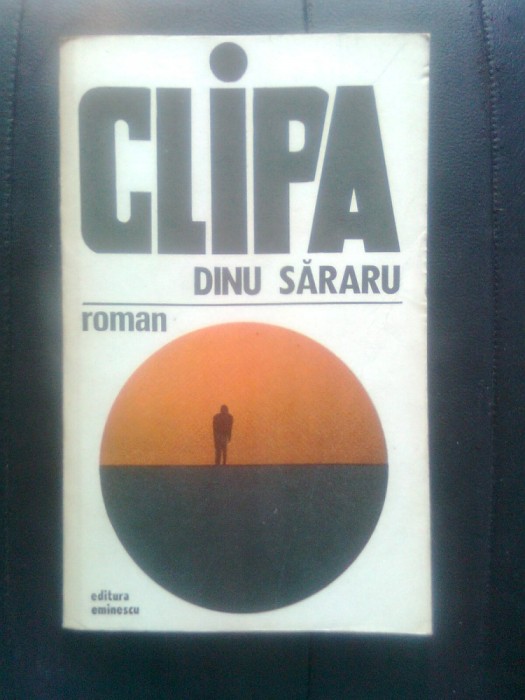 CLIPA
DINU SĂRARU
roman
editura
eminescu